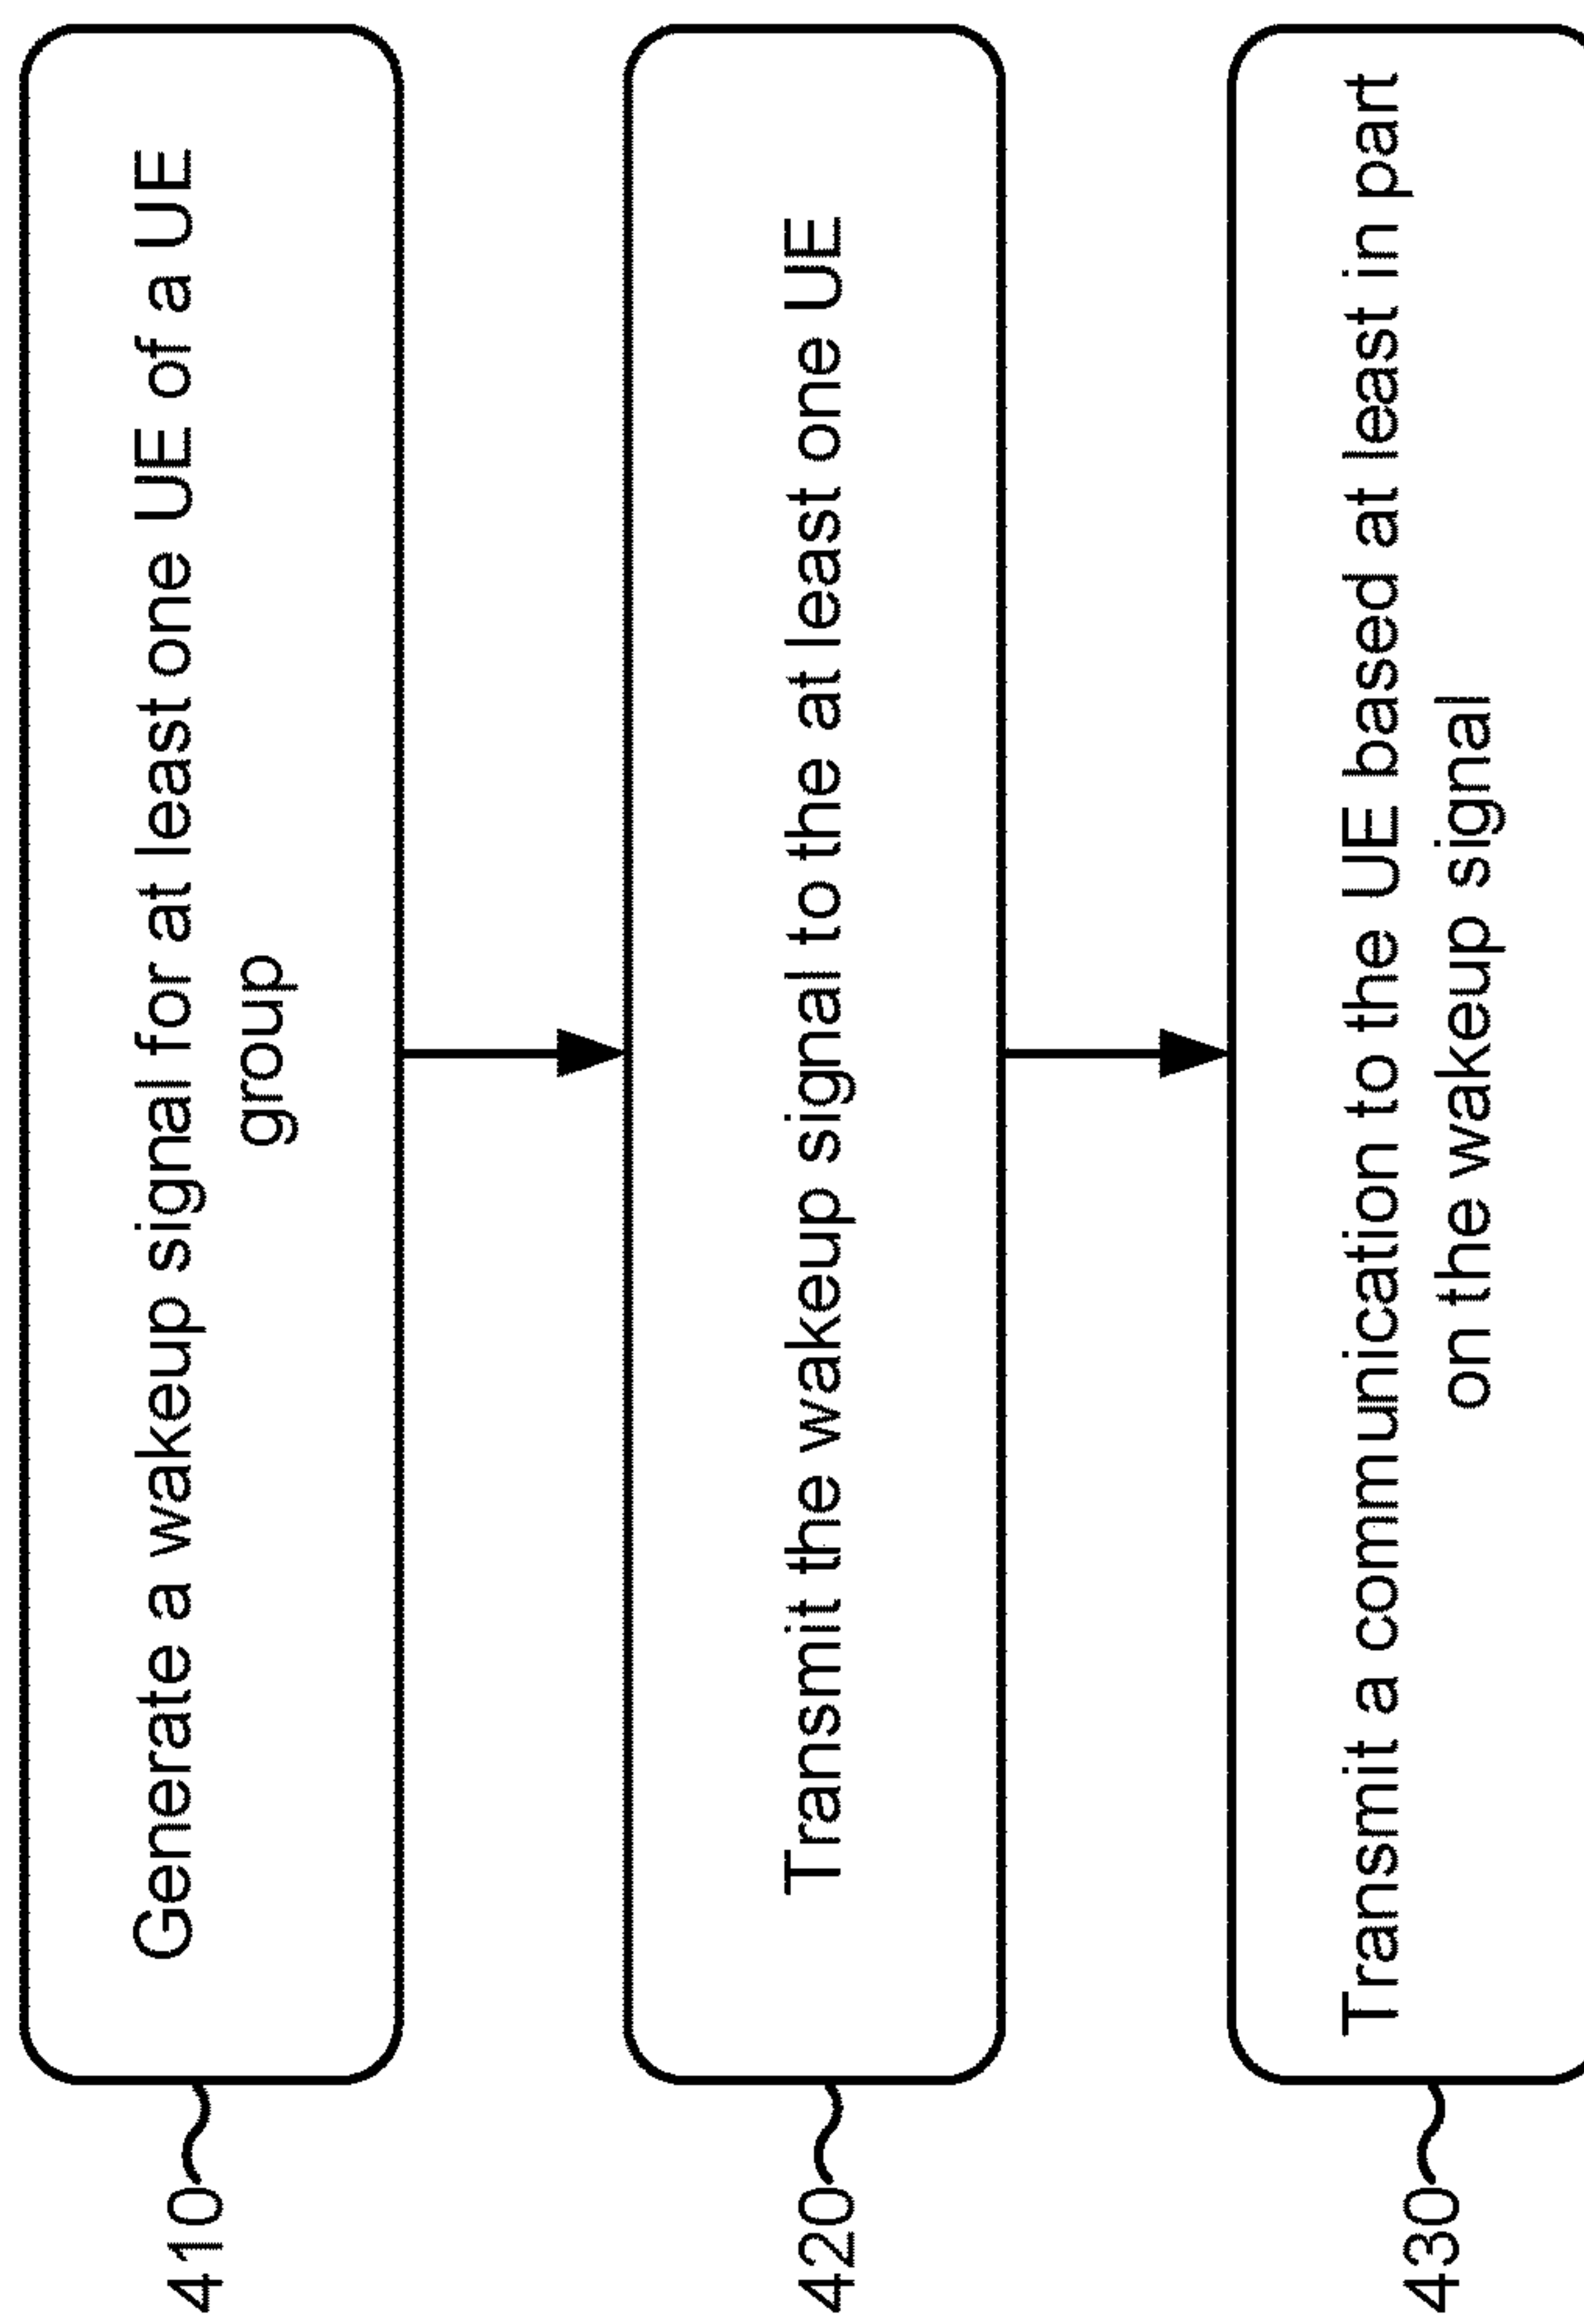 410
Generate a wakeup signal for at least one UE of a UE
group
420
Transmit the wakeup signal to the at least one UE
430
Transmit a communication to the UE based at least in part
on the wakeup signal